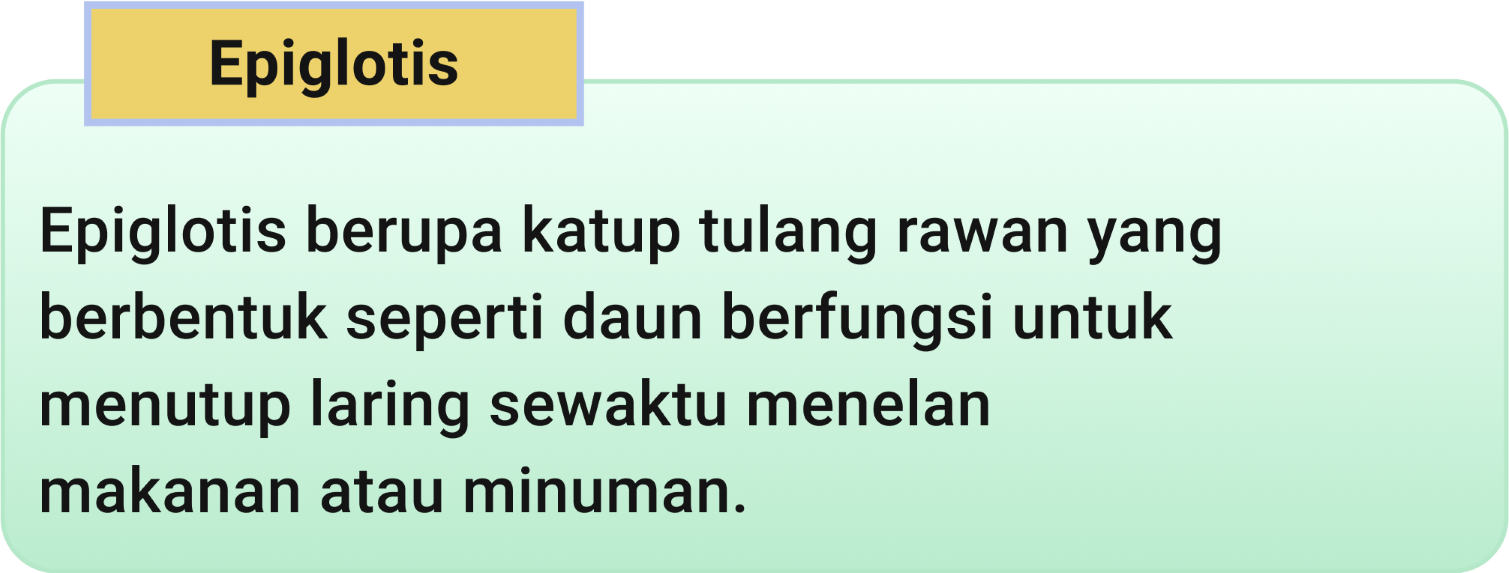 Epiglotis
Epiglotis berupa katup tulang rawan yang
berbentuk seperti daun berfungsi untuk
menutup laring sewaktu menelan
makanan atau minuman.